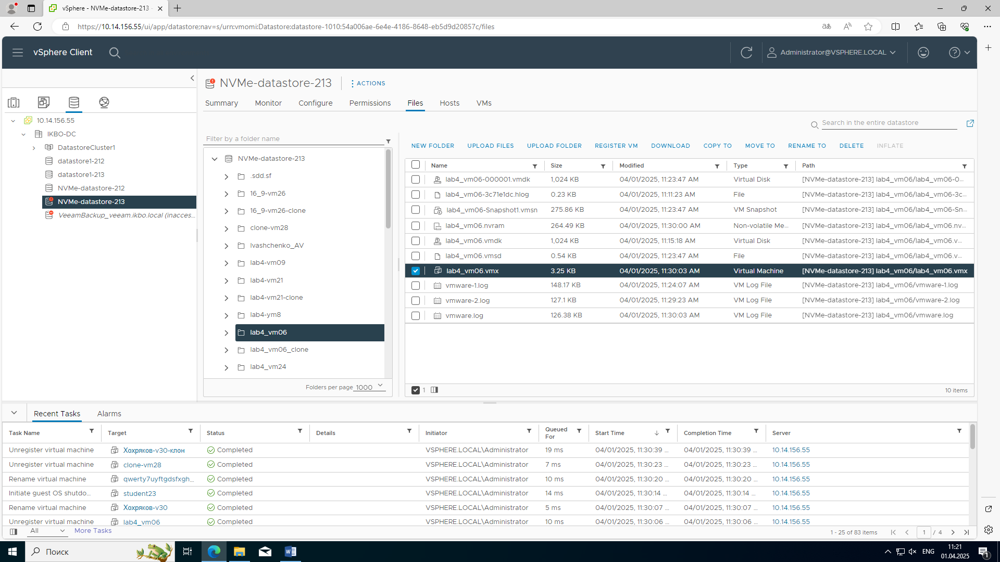 vSphere - NVMe-datastore-213 -
https://10.14.156.55/ui/app/datastore;nav=s/urn:vmomi:Datastore:datastore-1010:54a006ae-6e4e-4186-8648-eb5d9d20857c/files
vSphere Client
Administrator@VSPHERE.LOCAL
NVMe-datastore-213
ACTIONS
Summary Monitor Configure Permissions Files Hosts VMs
10.14.156.55
IKBO-DC
DatastoreCluster1
datastore1-212
datastore1-213
NVMe-datastore-212
NVMe-datastore-213
VeeamBackup_veeam.ikbo.local (inacces...
Search in the entire datastore
Filter by a folder name
NVMe-datastore-213
.sdd.sf
16_9-vm26
16_9-vm26-clone
clone-vm28
Ivashchenko_AV
lab4-vm09
lab4-vm21
lab4-vm21-clone
lab4-ym8
lab4_vm06
lab4_vm06_clone
lab4_vm24
Folders per page 1000
NEW FOLDER UPLOAD FILES UPLOAD FOLDER REGISTER VM DOWNLOAD COPY TO MOVE TO RENAME TO DELETE INFLATE
Name Size Modified Type Path
lab4_vm06-000001.vmdk 1,024 KB 04/01/2025, 11:23:47 AM Virtual Disk [NVMe-datastore-213] lab4_vm06/lab4_vm06-0...
lab4_vm06-3c71e1dc.hlog 0.23 KB 04/01/2025, 11:11:23 AM File [NVMe-datastore-213] lab4_vm06/lab4_vm06-3c...
lab4_vm06-Snapshot1.vmsn 275.86 KB 04/01/2025, 11:23:47 AM VM Snapshot [NVMe-datastore-213] lab4_vm06/lab4_vm06-Sn...
lab4_vm06.nvram 264.49 KB 04/01/2025, 11:30:00 AM Non-volatile Me... [NVMe-datastore-213] lab4_vm06/lab4_vm06.nv...
lab4_vm06.vmdk 1,024 KB 04/01/2025, 11:15:18 AM Virtual Disk [NVMe-datastore-213] lab4_vm06/lab4_vm06.v...
lab4_vm06.vmsd 0.54 KB 04/01/2025, 11:23:47 AM File [NVMe-datastore-213] lab4_vm06/lab4_vm06.v...
lab4_vm06.vmx 3.25 KB 04/01/2025, 11:30:03 AM Virtual Machine [NVMe-datastore-213] lab4_vm06/lab4_vm06.vmx
vmware-1.log 148.17 KB 04/01/2025, 11:24:07 AM VM Log File [NVMe-datastore-213] lab4_vm06/vmware-1.log
vmware-2.log 127.1 KB 04/01/2025, 11:29:23 AM VM Log File [NVMe-datastore-213] lab4_vm06/vmware-2.log
vmware.log 126.38 KB 04/01/2025, 11:30:03 AM VM Log File [NVMe-datastore-213] lab4_vm06/vmware.log
1 10 items
Recent Tasks Alarms
Task Name Target Status Details Initiator Queued For Start Time Completion Time Server
Unregister virtual machine Хохряков-v30-клон Completed VSPHERE.LOCAL\Administrator 19 ms 04/01/2025, 11:30:39 ... 04/01/2025, 11:30:39 ... 10.14.156.55
Unregister virtual machine clone-vm28 Completed VSPHERE.LOCAL\Administrator 7 ms 04/01/2025, 11:30:23 ... 04/01/2025, 11:30:23 ... 10.14.156.55
Rename virtual machine qwerty7uyftgdsfxgh... Completed VSPHERE.LOCAL\Administrator 10 ms 04/01/2025, 11:30:20 ... 04/01/2025, 11:30:20 ... 10.14.156.55
Initiate guest OS shutdo... student23 Completed VSPHERE.LOCAL\Administrator 14 ms 04/01/2025, 11:30:14 ... 04/01/2025, 11:30:14 ... 10.14.156.55
Rename virtual machine Хохряков-v30 Completed VSPHERE.LOCAL\Administrator 5 ms 04/01/2025, 11:30:07 ... 04/01/2025, 11:30:07 ... 10.14.156.55
Unregister virtual machine lab4_vm06 Completed VSPHERE.LOCAL\Administrator 10 ms 04/01/2025, 11:30:06 ... 04/01/2025, 11:30:06 ... 10.14.156.55
All More Tasks 1 - 25 of 83 items 1 / 4
Поиск ENG 11:21
01.04.2025 1